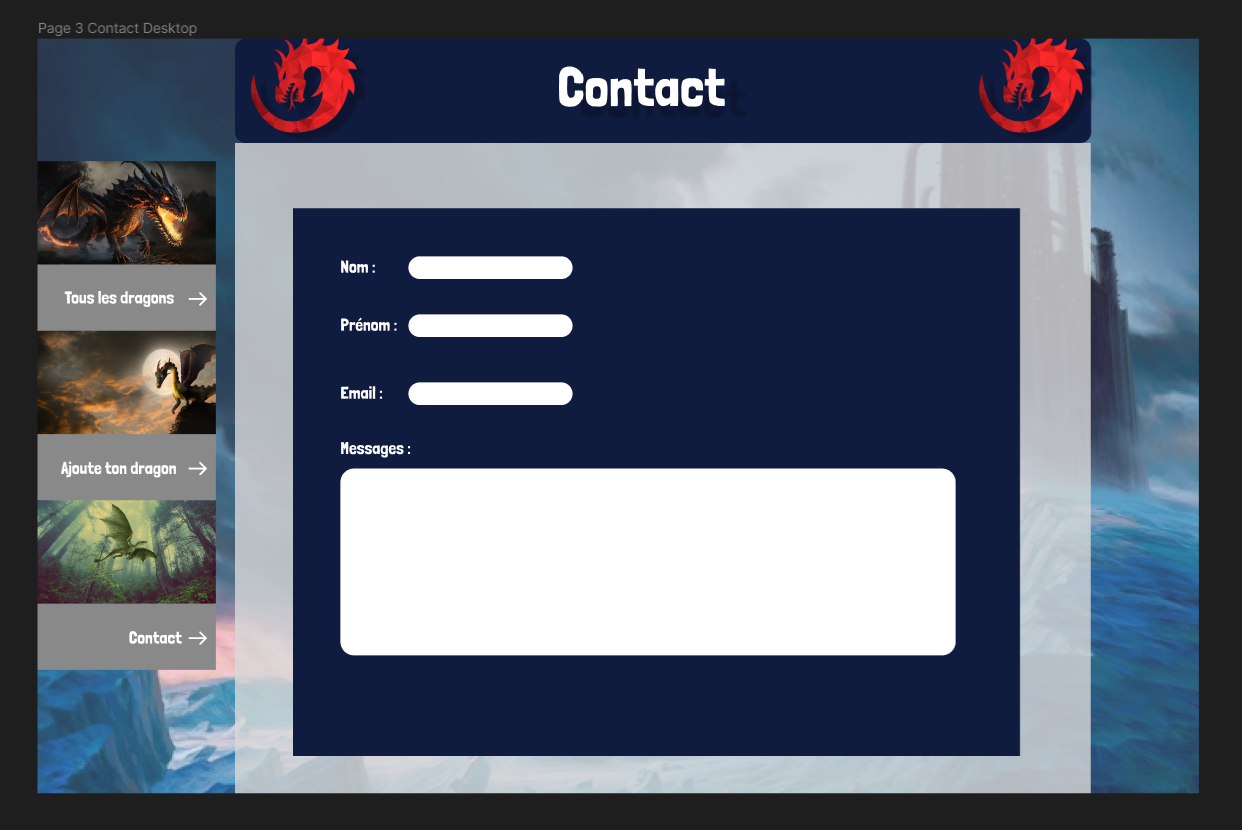 Page 3 Contact Desktop
Contact
Tous les dragons
Ajoute ton dragon
Contact
Nom :
Prénom :
Email :
Messages :